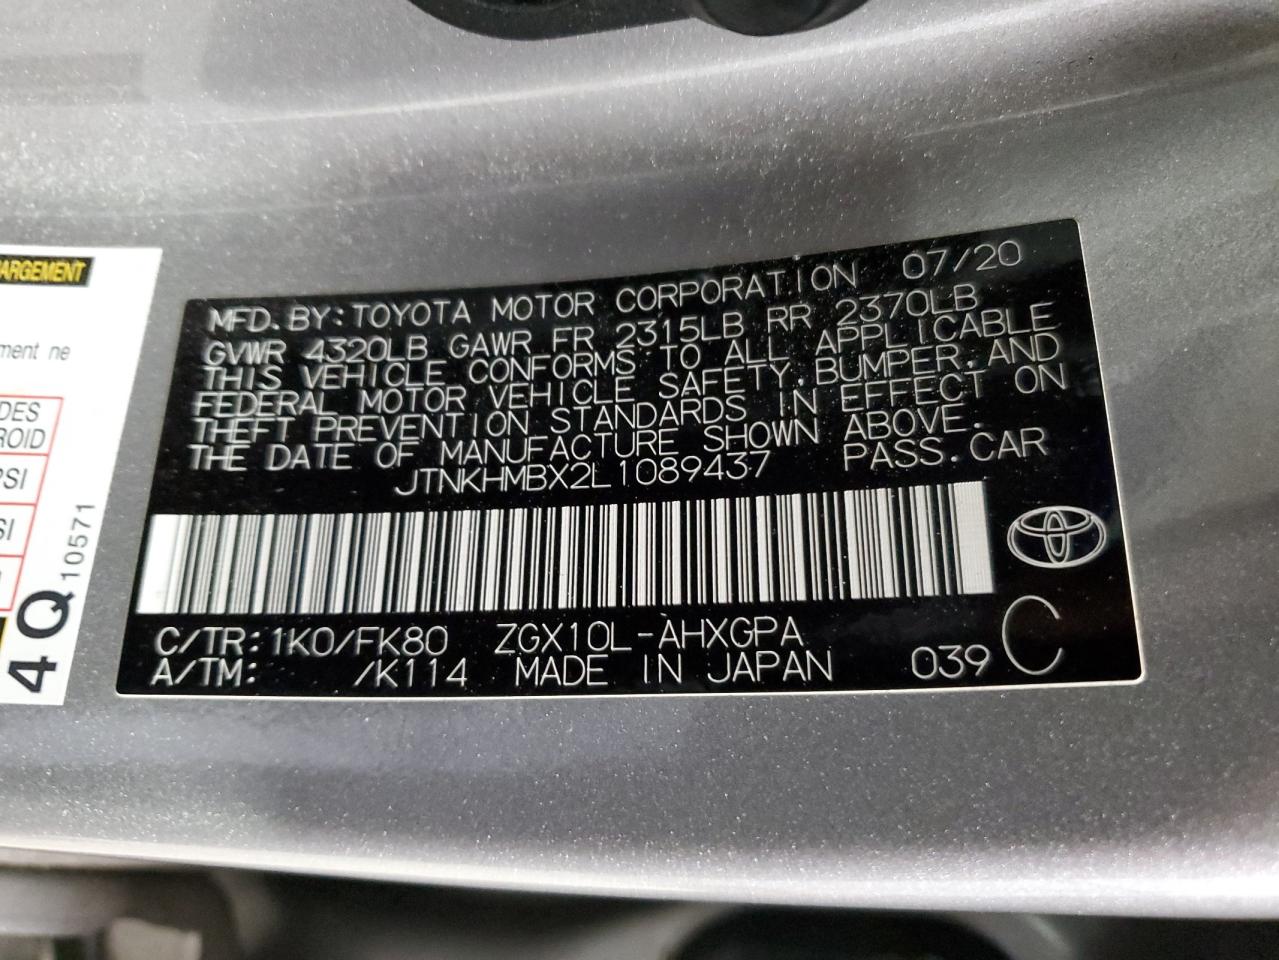 ARGEMENT
ment ne
DES
ROID
PSI
SI
4Q 10571
MFD. BY: TOYOTA MOTOR CORPORATION 07/20
GVWR 4320LB GAWR FR 2315LB RR 2370LB
THIS VEHICLE CONFORMS TO ALL APPLICABLE
FEDERAL MOTOR VEHICLE SAFETY, BUMPER, AND
THEFT PREVENTION STANDARDS IN EFFECT ON
THE DATE OF MANUFACTURE SHOWN ABOVE.
JTNKHMBX2L1089437 PASS. CAR
C/TR: 1K0/FK80 ZGX10L-AHXGPA
A/TM: /K114 MADE IN JAPAN 039 C